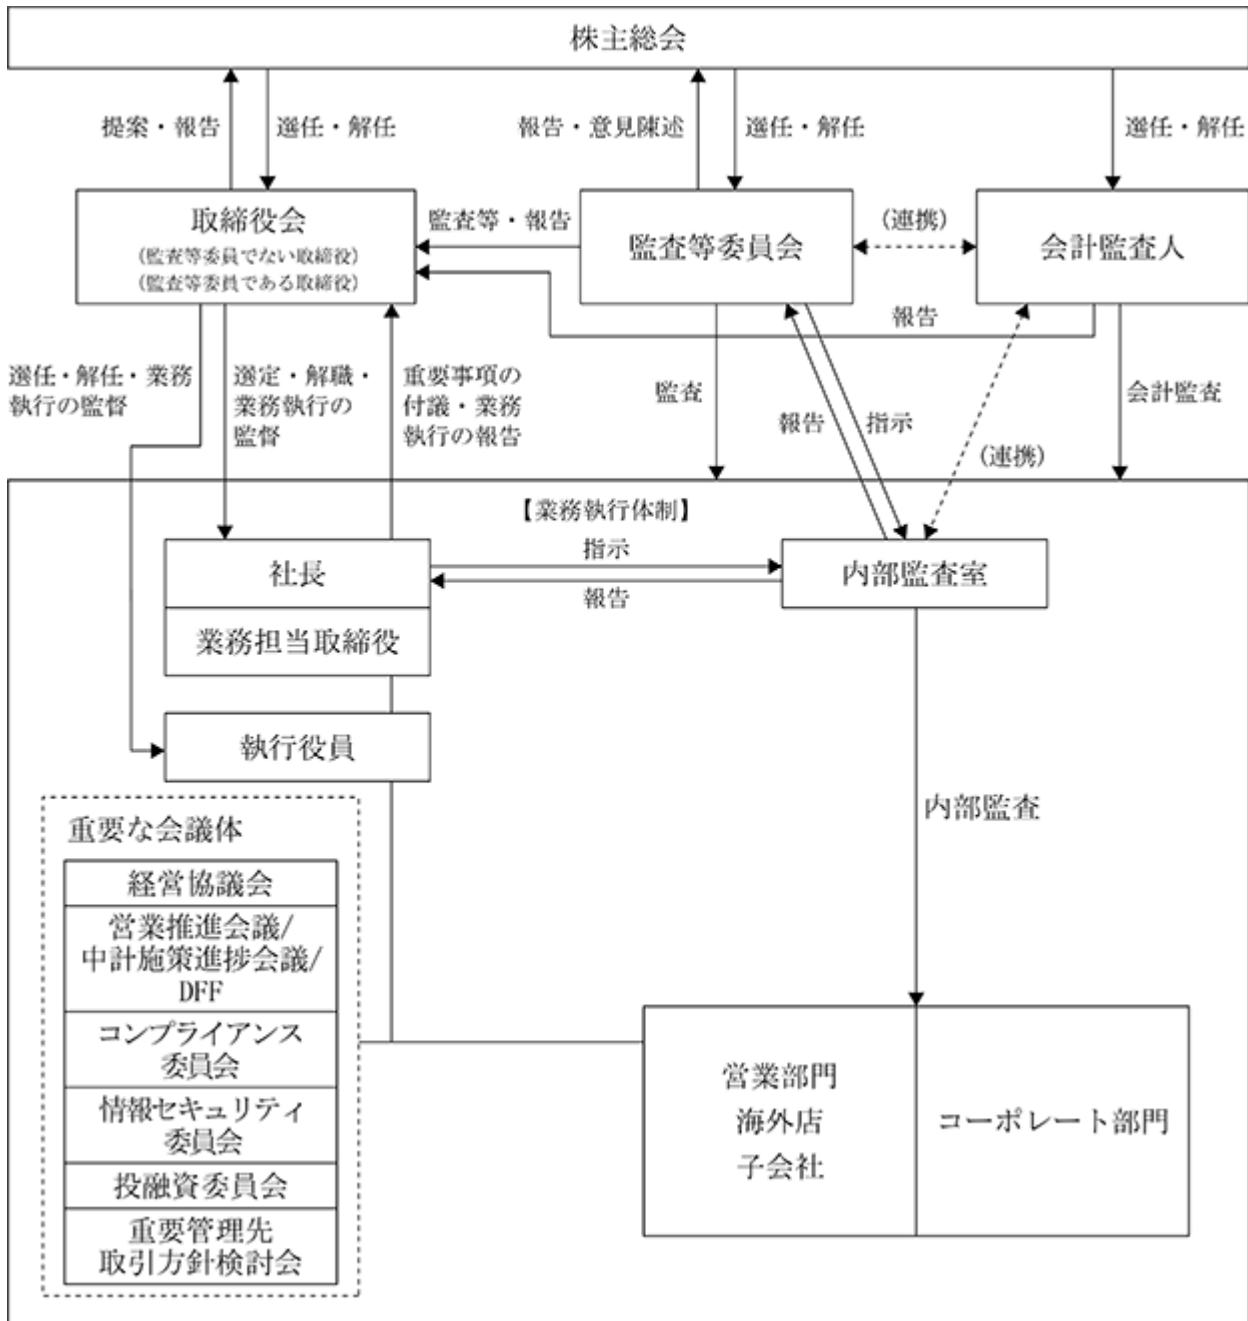 株主総会
提案・報告
選任・解任
報告・意見陳述
選任・解任
選任・解任
取締役会
(監査等委員でない取締役)
(監査等委員である取締役)
監査等・報告
監査等委員会
(連携)
会計監査人
報告
選任・解任・業務
執行の監督
選定・解職・
業務執行の
監督
重要事項の
付議・業務
執行の報告
監査
報告
指示
会計監査
(連携)
【業務執行体制】
社長
指示
報告
内部監査室
業務担当取締役
執行役員
内部監査
重要な会議体
経営協議会
営業推進会議/
中計施策進捗会議/
DFF
コンプライアンス
委員会
情報セキュリティ
委員会
投融資委員会
重要管理先
取引方針検討会
営業部門
海外店
子会社
コーポレート部門